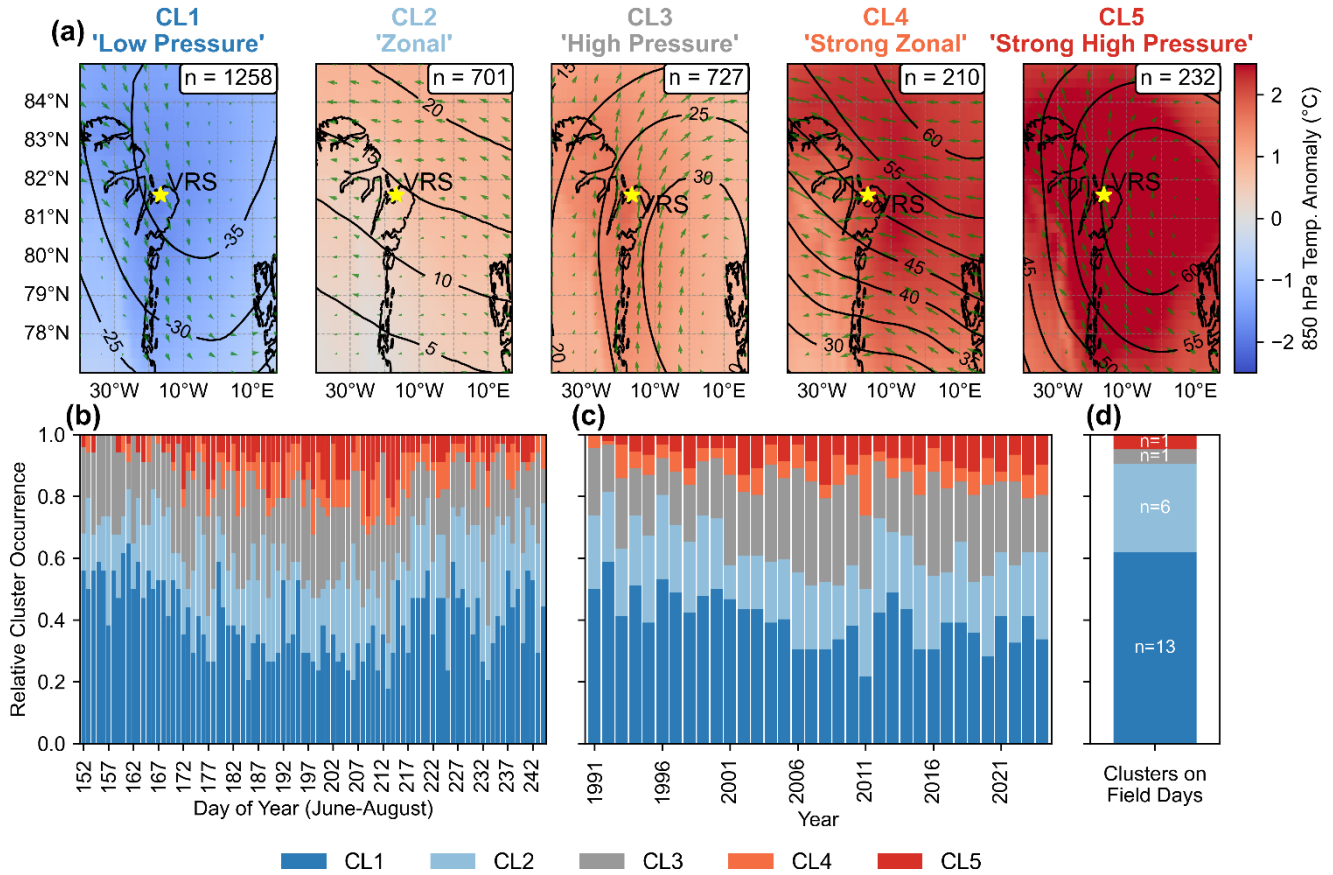 (a)
CL1
'Low Pressure'
CL2
'Zonal'
CL3
'High Pressure'
CL4
'Strong Zonal'
CL5
'Strong High Pressure'
n = 1258
n = 701
n = 727
n = 210
n = 232
84°N
83°N
82°N
81°N
80°N
79°N
78°N
VRS
-35
-30
-25
30°W
10°W
10°E
VRS
20
15
10
5
30°W
10°W
10°E
VRS
15
25
30
20
30°W
10°W
10°E
VRS
60
55
50
45
40
35
30
30°W
10°W
10°E
VRS
45
60
55
50
30°W
10°W
10°E
2
1
0
−1
−2
850 hPa Temp. Anomaly (°C)
(b)
Relative Cluster Occurrence
1.0
0.8
0.6
0.4
0.2
0.0
152
157
162
167
172
177
182
187
192
197
202
207
212
217
222
227
232
237
242
Day of Year (June-August)
(c)
1991
1996
2001
2006
2011
2016
2021
Year
(d)
n=1
n=1
n=6
n=13
Clusters on
Field Days
CL1
CL2
CL3
CL4
CL5